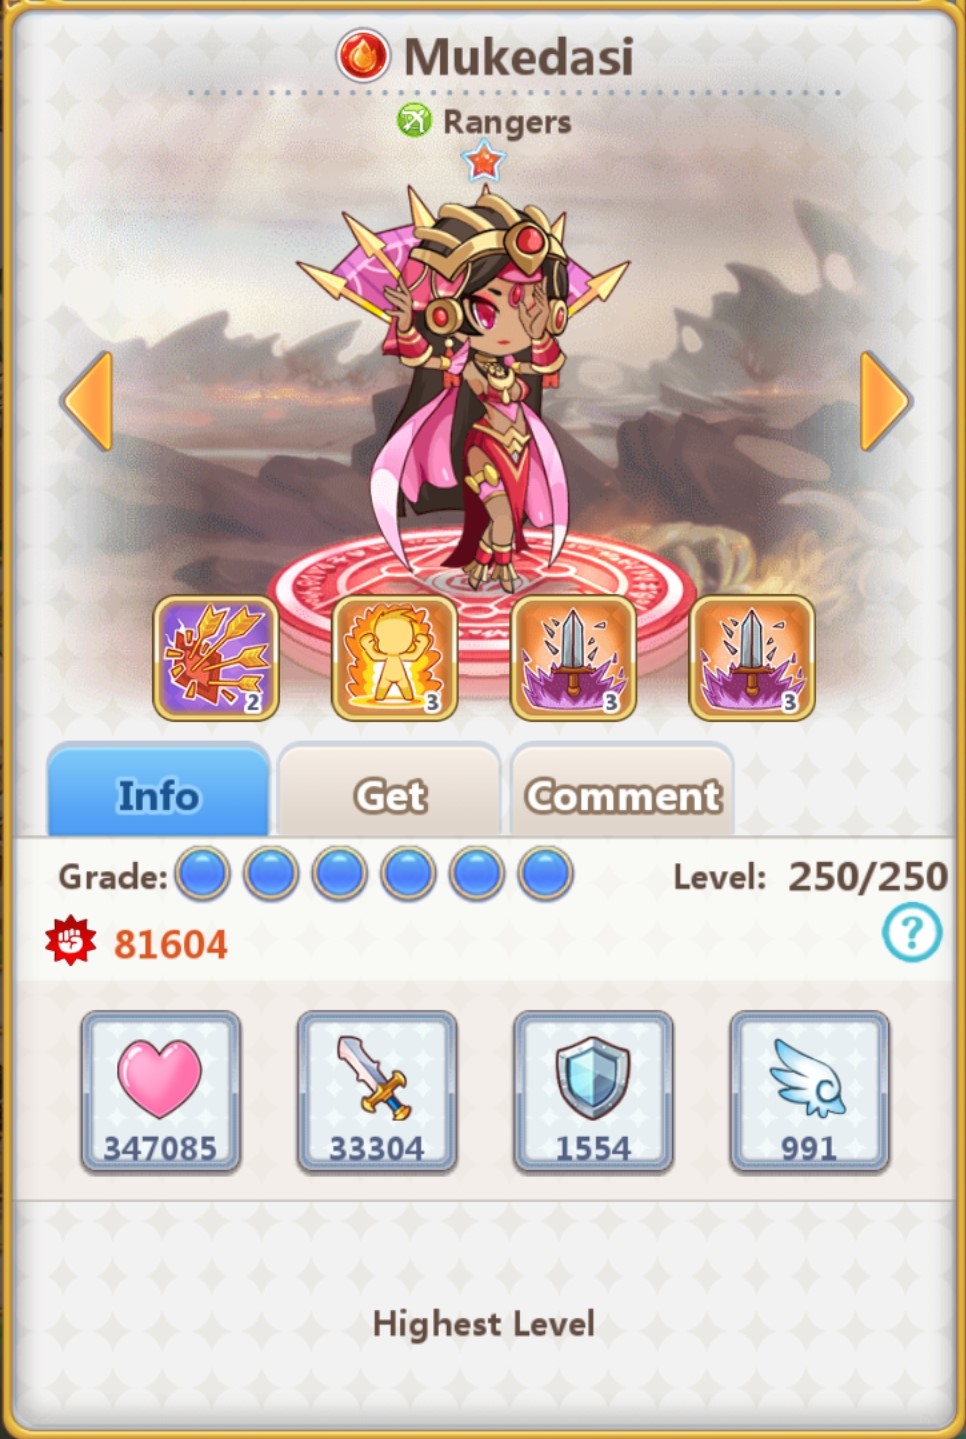 Mukedasi
Rangers
2 3 3 3
Info Get Comment
Grade: Level: 250/250
81604 ?
347085 33304 1554 991
Highest Level